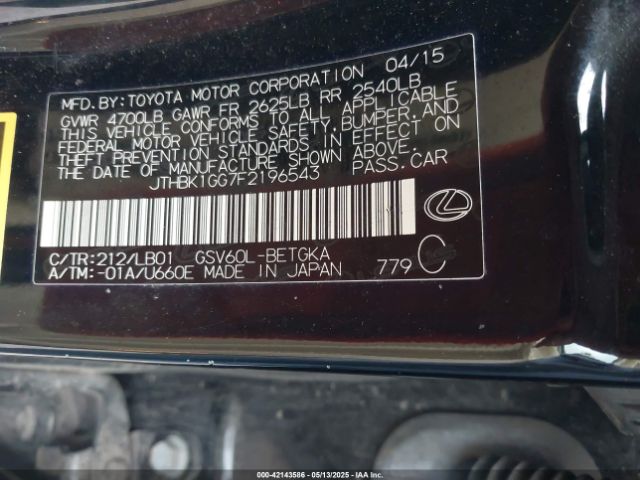 MFD. BY: TOYOTA MOTOR CORPORATION 04/15
GVWR 4700LB GAWR FR 2625LB RR 2540LB
THIS VEHICLE CONFORMS TO ALL APPLICABLE
FEDERAL MOTOR VEHICLE SAFETY, BUMPER, AND
THEFT PREVENTION STANDARDS IN EFFECT ON
THE DATE OF MANUFACTURE SHOWN ABOVE.
JTHBK1GG7F2196543 PASS. CAR
C/TR: 212/LB01 GSV60L-BETGKA
A/TM: -01A/U660E MADE IN JAPAN 779 C
00 42143586 | 05/13/2025 | IAA Inc.